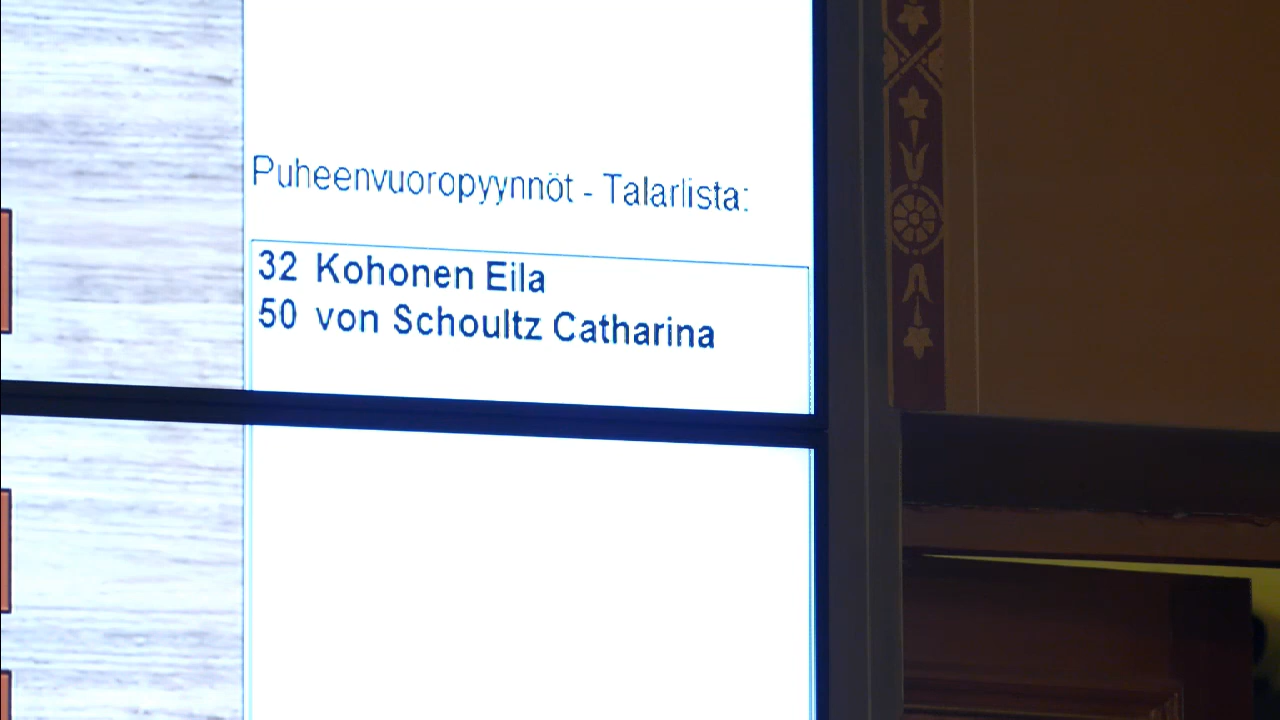 Puheenvuoropyynnöt - Talarlista:
32 Kohonen Eila
50 von Schoultz Catharina